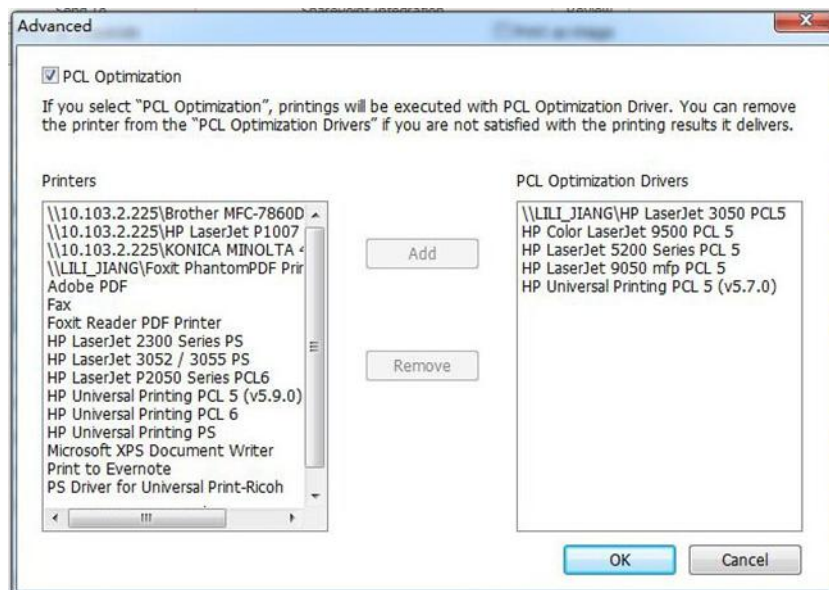 Send To SharePoint Integration Review
Advanced
Print as image
PCL Optimization
If you select "PCL Optimization", printings will be executed with PCL Optimization Driver. You can remove
the printer from the "PCL Optimization Drivers" if you are not satisfied with the printing results it delivers.
Printers
\\10.103.2.225\Brother MFC-7860D
\\10.103.2.225\HP LaserJet P1007
\\10.103.2.225\KONICA MINOLTA
\\LILI_JIANG\Foxit PhantomPDF Prir
Adobe PDF
Fax
Foxit Reader PDF Printer
HP LaserJet 2300 Series PS
HP LaserJet 3052 / 3055 PS
HP LaserJet P2050 Series PCL6
HP Universal Printing PCL 5 (v5.9.0)
HP Universal Printing PCL 6
HP Universal Printing PS
Microsoft XPS Document Writer
Print to Evernote
PS Driver for Universal Print-Ricoh
Add
Remove
PCL Optimization Drivers
\\LILI_JIANG\HP LaserJet 3050 PCL5
HP Color LaserJet 9500 PCL 5
HP LaserJet 5200 Series PCL 5
HP LaserJet 9050 mfp PCL 5
HP Universal Printing PCL 5 (v5.7.0)
OK
Cancel